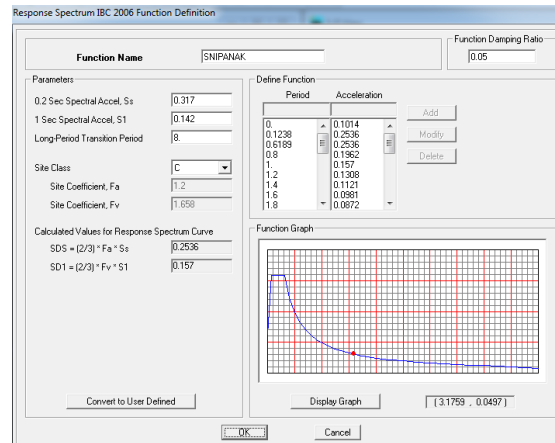 Response Spectrum IBC 2006 Function Definition
Function Name
SNIPANAK
Function Damping Ratio
0.05
Parameters
0.2 Sec Spectral Accel, Ss
0.317
1 Sec Spectral Accel, S1
0.142
Long-Period Transition Period
8.
Site Class
C
Site Coefficient, Fa
1.2
Site Coefficient, Fv
1.658
Calculated Values for Response Spectrum Curve
SDS = (2/3) * Fa * Ss
0.2536
SD1 = (2/3) * Fv * S1
0.157
Convert to User Defined
Define Function
Period Acceleration
0. 0.1014
0.1238 0.2536
0.6189 0.2536
0.8 0.1962
1. 0.157
1.2 0.1308
1.4 0.1121
1.6 0.0981
1.8 0.0872
Add
Modify
Delete
Function Graph
Display Graph
(3.1759 , 0.0497)
OK
Cancel